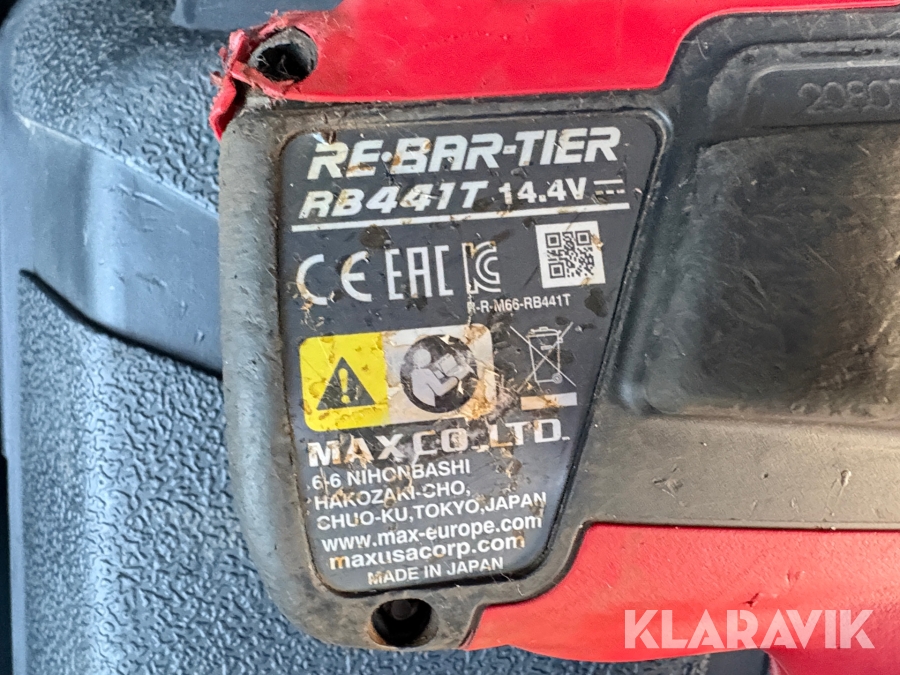 RE-BAR-TIER
RB441T 14.4V
CE EAC
R-R-M66-RB441T
MAX CO.,LTD.
6-6 NIHONBASHI
HAKOZAKI-CHO,
CHUO-KU,TOKYO,JAPAN
www.max-europe.com
maxusacorp.com
MADE IN JAPAN
KLARAVIK